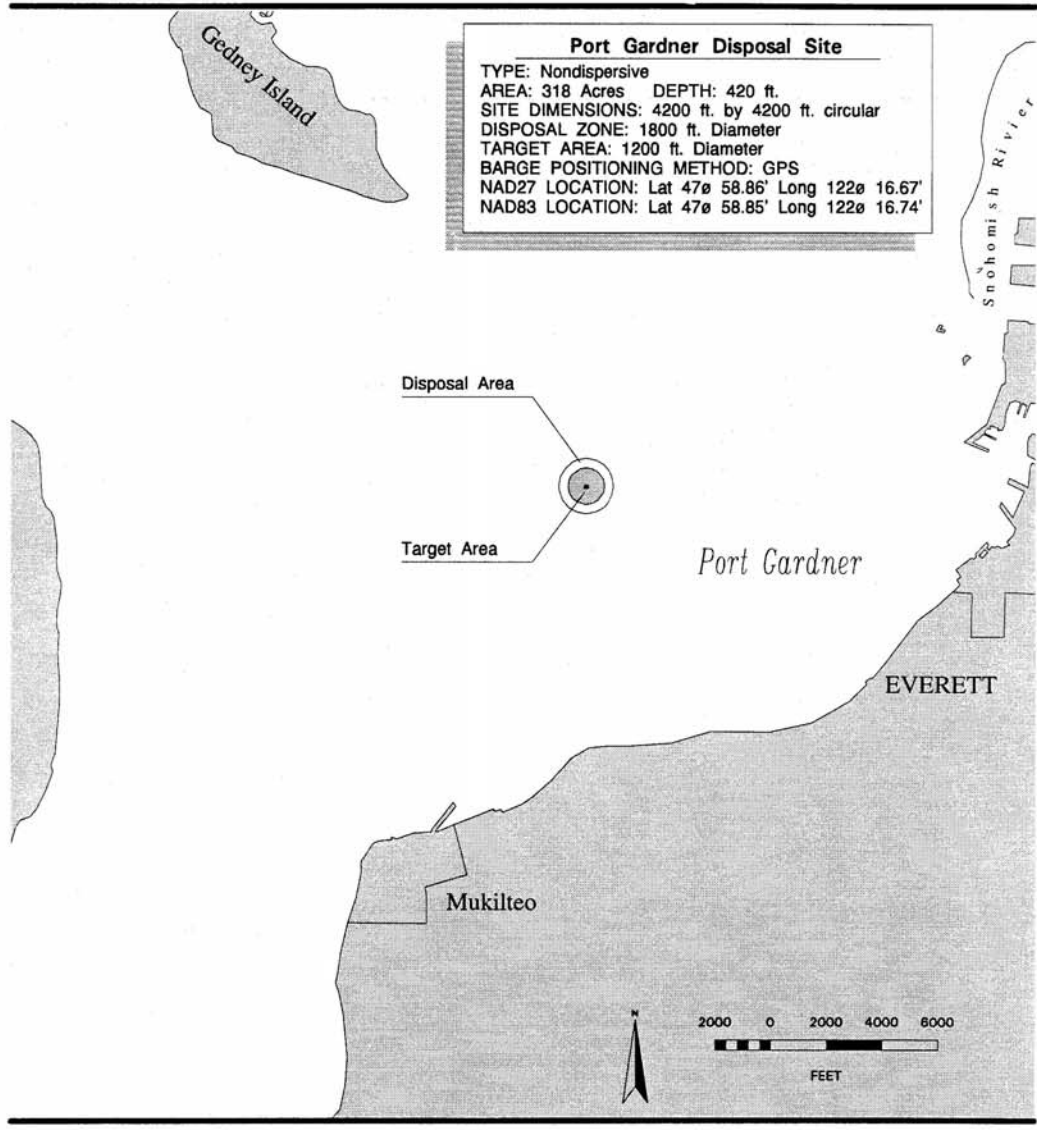 Gedney Island
Port Gardner Disposal Site
TYPE: Nondispersive
AREA: 318 Acres DEPTH: 420 ft.
SITE DIMENSIONS: 4200 ft. by 4200 ft. circular
DISPOSAL ZONE: 1800 ft. Diameter
TARGET AREA: 1200 ft. Diameter
BARGE POSITIONING METHOD: GPS
NAD27 LOCATION: Lat 47ø 58.86' Long 122ø 16.67'
NAD83 LOCATION: Lat 47ø 58.85' Long 122ø 16.74'
Snohomish Rivier
Disposal Area
Target Area
Port Gardner
EVERETT
Mukilteo
N
2000 0 2000 4000 6000
FEET